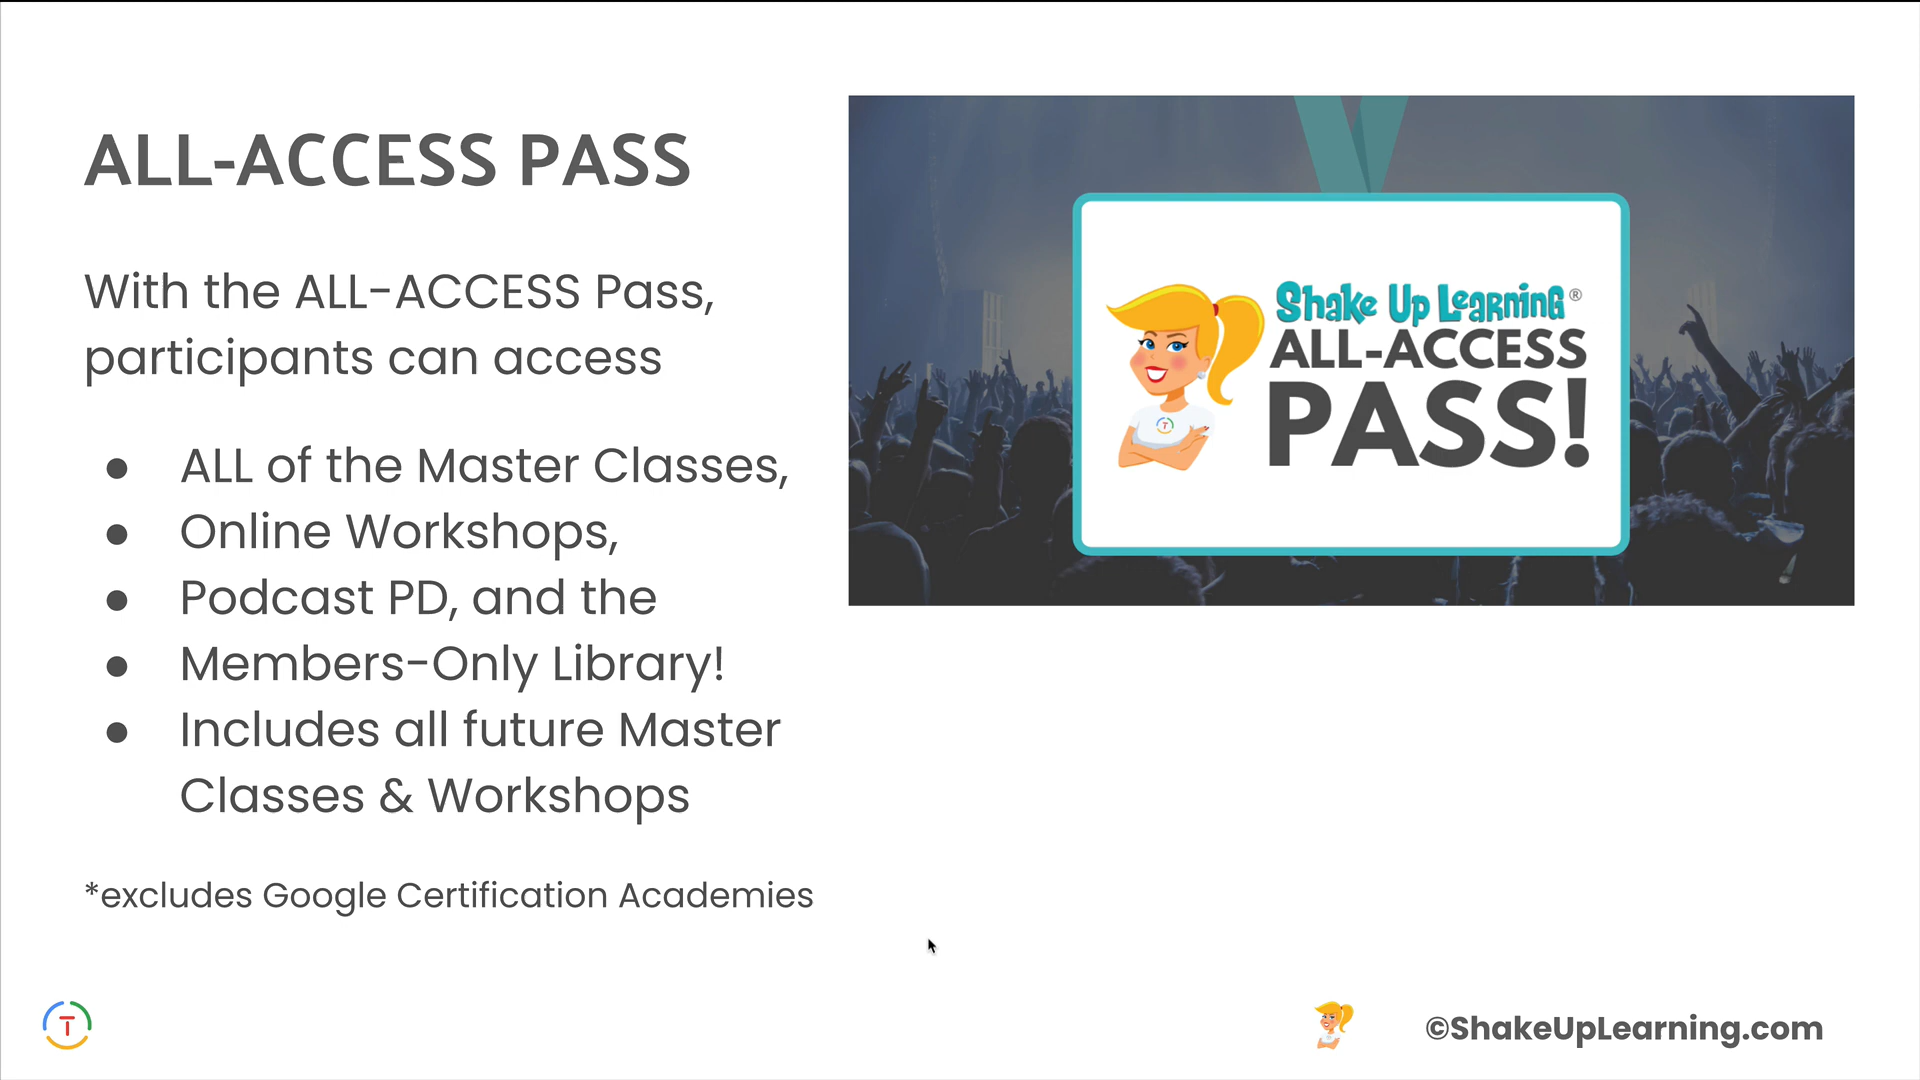 ALL-ACCESS PASS
With the ALL-ACCESS Pass,
participants can access
● ALL of the Master Classes,
● Online Workshops,
● Podcast PD, and the
● Members-Only Library!
● Includes all future Master
Classes & Workshops
*excludes Google Certification Academies
Shake Up Learning®
ALL-ACCESS
PASS!
T
T
©ShakeUpLearning.com